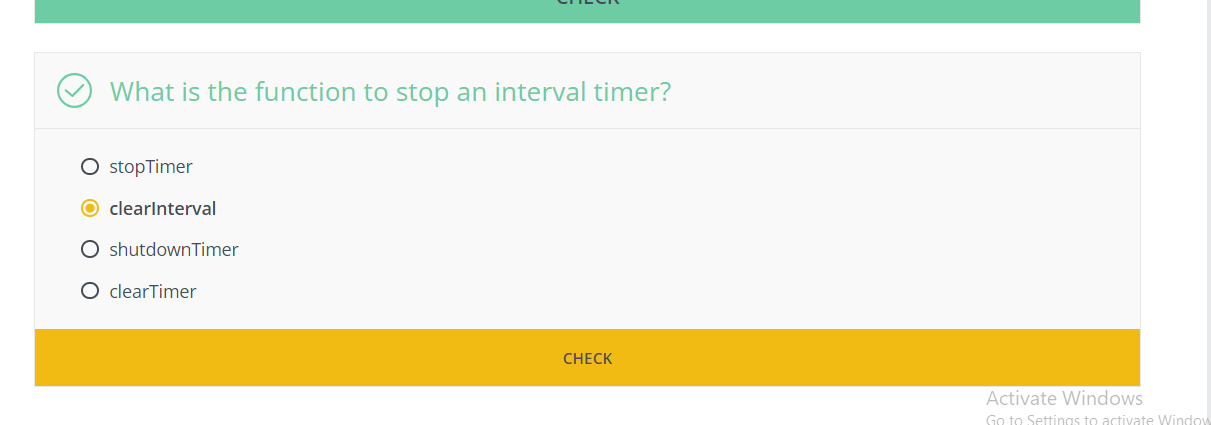 CHECK
What is the function to stop an interval timer?
stopTimer
clearInterval
shutdownTimer
clearTimer
CHECK
Activate Windows
Go to Settings to activate Window